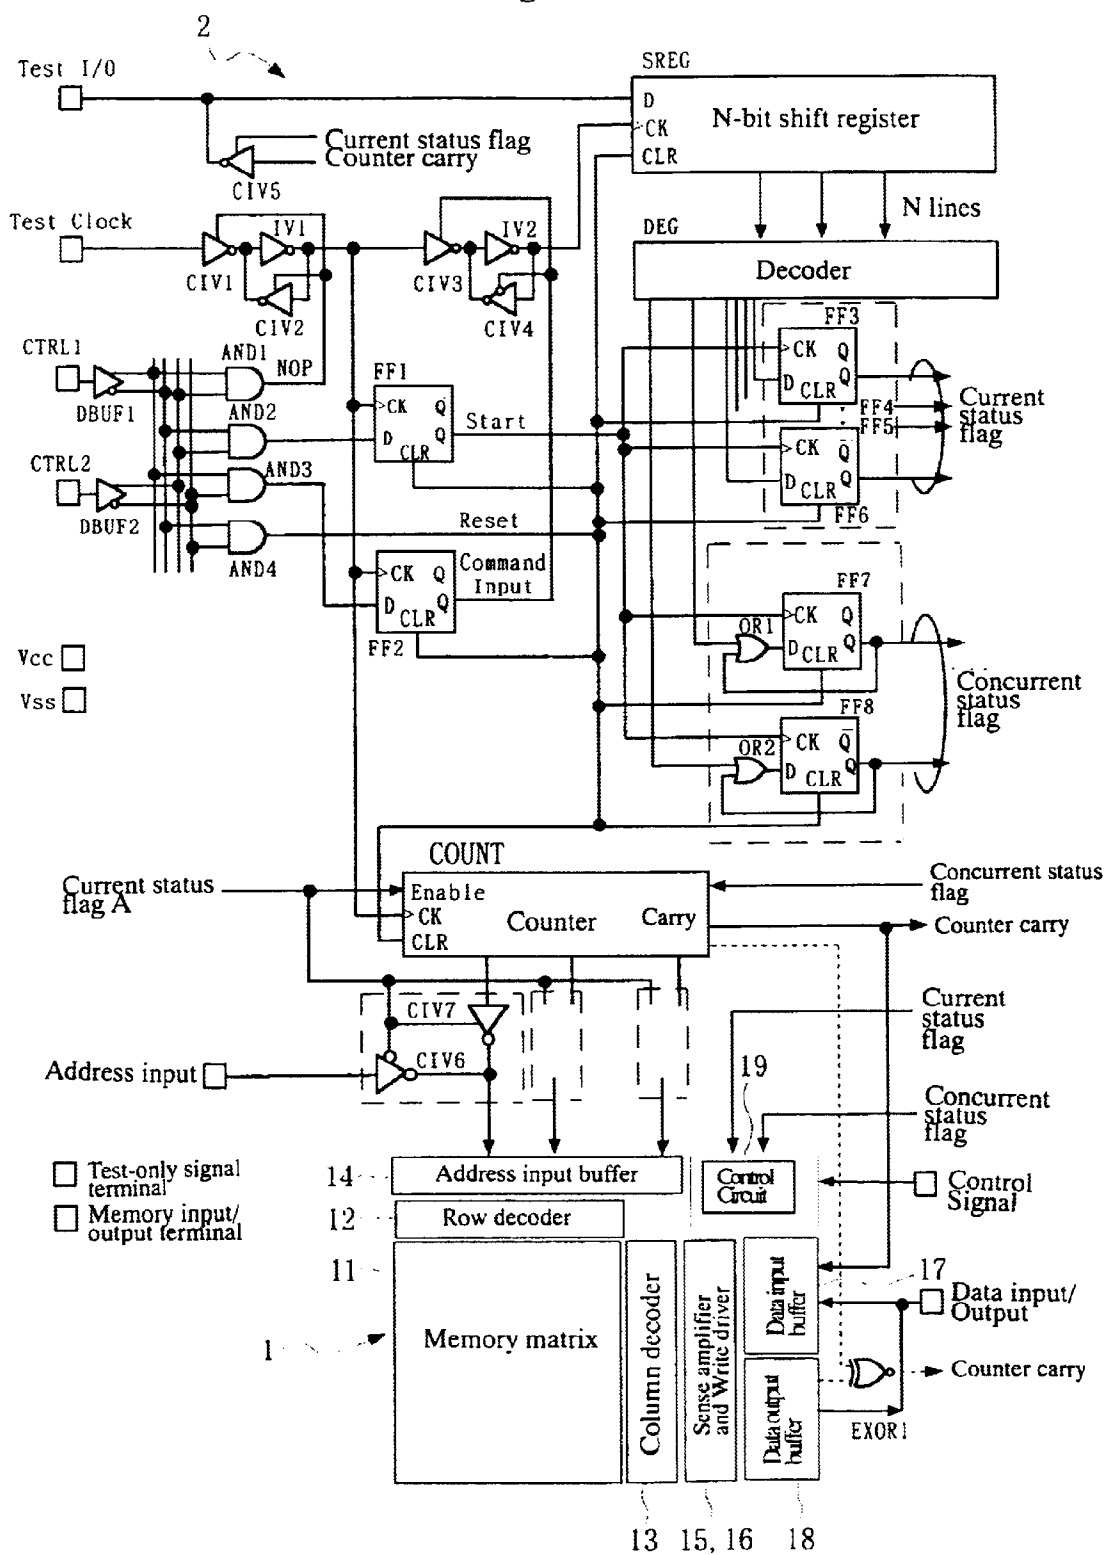 2
Test I/O
SREG
D
CK
CLR
N-bit shift register
Current status flag
Counter carry
CIV5
N lines
Test Clock
IV1
IV2
CIV1
CIV2
CIV3
CIV4
DEG
Decoder
CTRL1
DBUF1
AND1
NOP
AND2
CTRL2
DBUF2
AND3
AND4
FF1
CK
D
CLR
Q
Q
Start
Reset
Command
Input
CK
D
CLR
Q
Q
FF2
FF3
CK
D
CLR
Q
Q
FF4
FF5
CK
D
CLR
Q
Q
FF6
Current
status
flag
FF7
OR1
CK
D
CLR
Q
Q
FF8
OR2
CK
D
CLR
Q
Q
Concurrent
status
flag
Vcc
Vss
COUNT
Current status
flag A
Enable
CK
CLR
Counter
Carry
Concurrent status
flag
Counter carry
CIV7
CIV6
Address input
Current
status
flag
19
Concurrent
status
flag
Test-only signal
terminal
Memory input/
output terminal
14
Address input buffer
Control
Circuit
Control
Signal
12
Row decoder
11
Memory matrix
1
Column decoder
Sense amplifier
and Write driver
Data input
buffer
17
Data input/
Output
Data output
buffer
Counter carry
EXOR1
13
15, 16
18